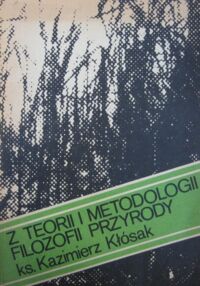 Z TEORII I METODOLOGII
FILOZOFII PRZYRODY
ks. Kazimierz Kłósak